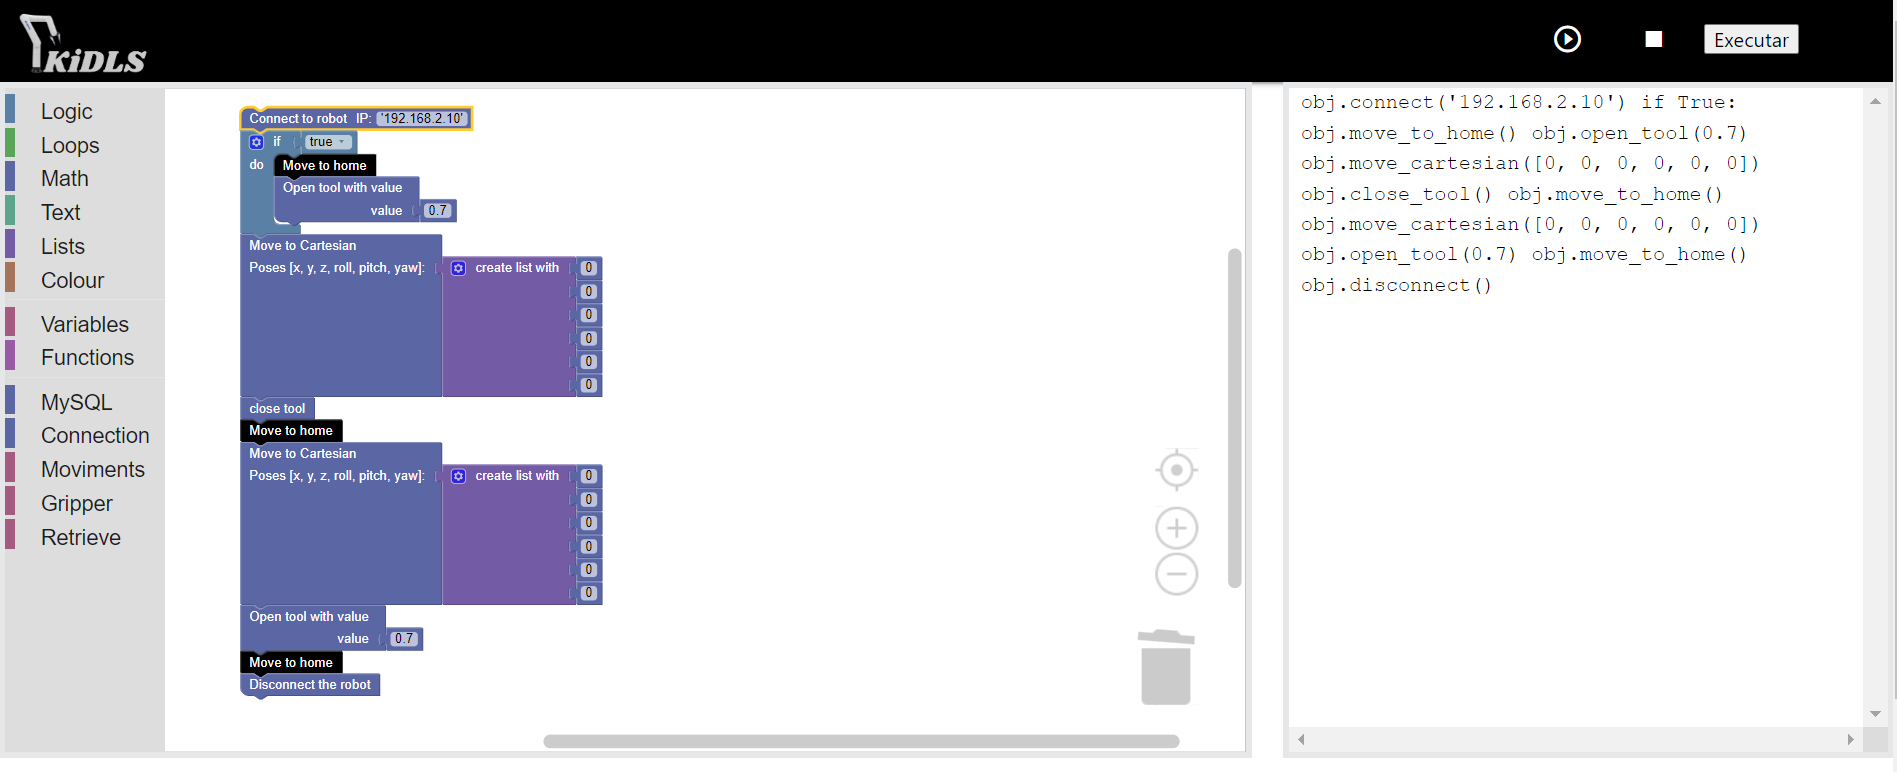 KiDLS
Executar
Logic
Loops
Math
Text
Lists
Colour
Variables
Functions
MySQL
Connection
Moviments
Gripper
Retrieve
Connect to robot IP: '192.168.2.10'
if true
do Move to home
Open tool with value
value 0.7
Move to Cartesian
Poses [x, y, z, roll, pitch, yaw]: create list with 0
0
0
0
0
0
close tool
Move to home
Move to Cartesian
Poses [x, y, z, roll, pitch, yaw]: create list with 0
0
0
0
0
0
Open tool with value
value 0.7
Move to home
Disconnect the robot
obj.connect('192.168.2.10') if True:
obj.move_to_home() obj.open_tool(0.7)
obj.move_cartesian([0, 0, 0, 0, 0, 0])
obj.close_tool() obj.move_to_home()
obj.move_cartesian([0, 0, 0, 0, 0, 0])
obj.open_tool(0.7) obj.move_to_home()
obj.disconnect()